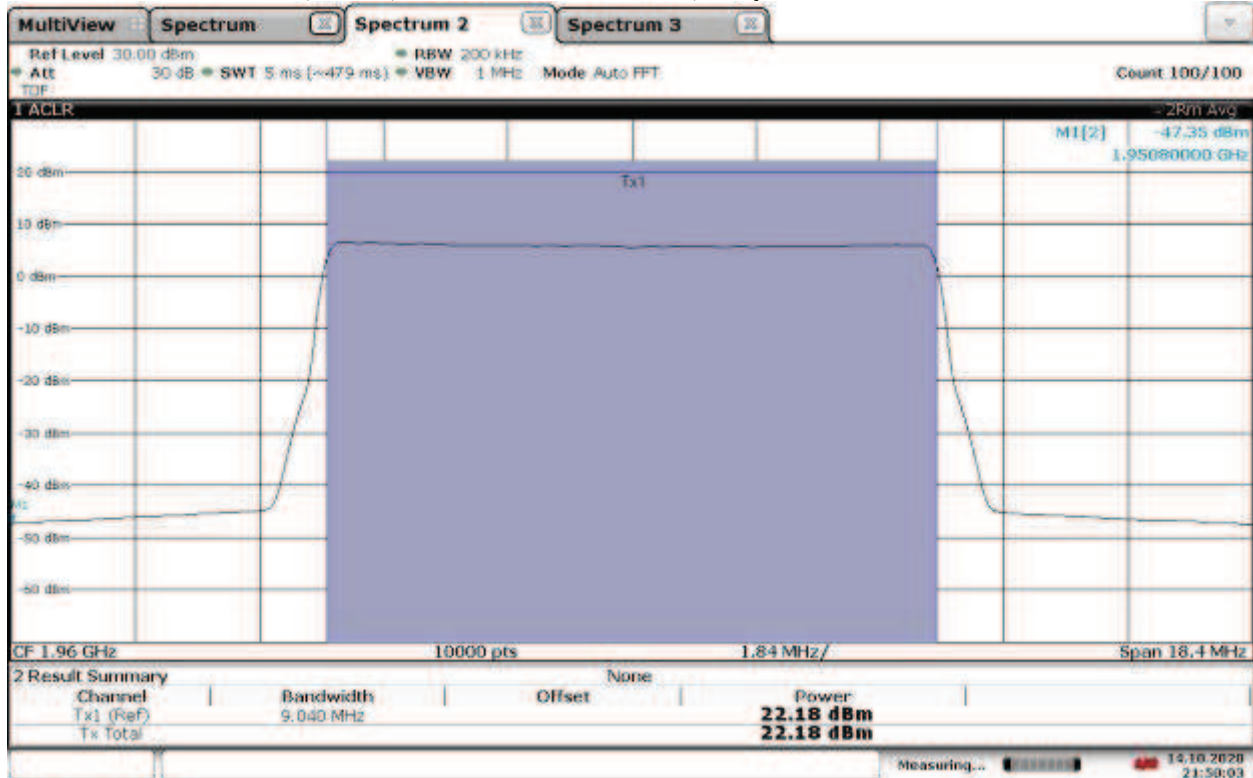 MultiView Spectrum Spectrum 2 Spectrum 3
Ref Level 30.00 dBm RBW 200 kHz
Att 30 dB SWT 5 ms (~479 ms) VBW 1 MHz Mode Auto FFT Count 100/100
TDF
1 ACLR 2Rm Avg
M1[2] -47.35 dBm
1.95080000 GHz
20 dBm
Tx1
10 dBm
0 dBm
-10 dBm
-20 dBm
-30 dBm
-40 dBm
M1
-50 dBm
-60 dBm
CF 1.96 GHz 10000 pts 1.84 MHz/ Span 18.4 MHz
2 Result Summary None
Channel Bandwidth Offset Power
Tx1 (Ref) 9.040 MHz 22.18 dBm
Tx Total 22.18 dBm
Measuring... 14.10.2020
21:50:03